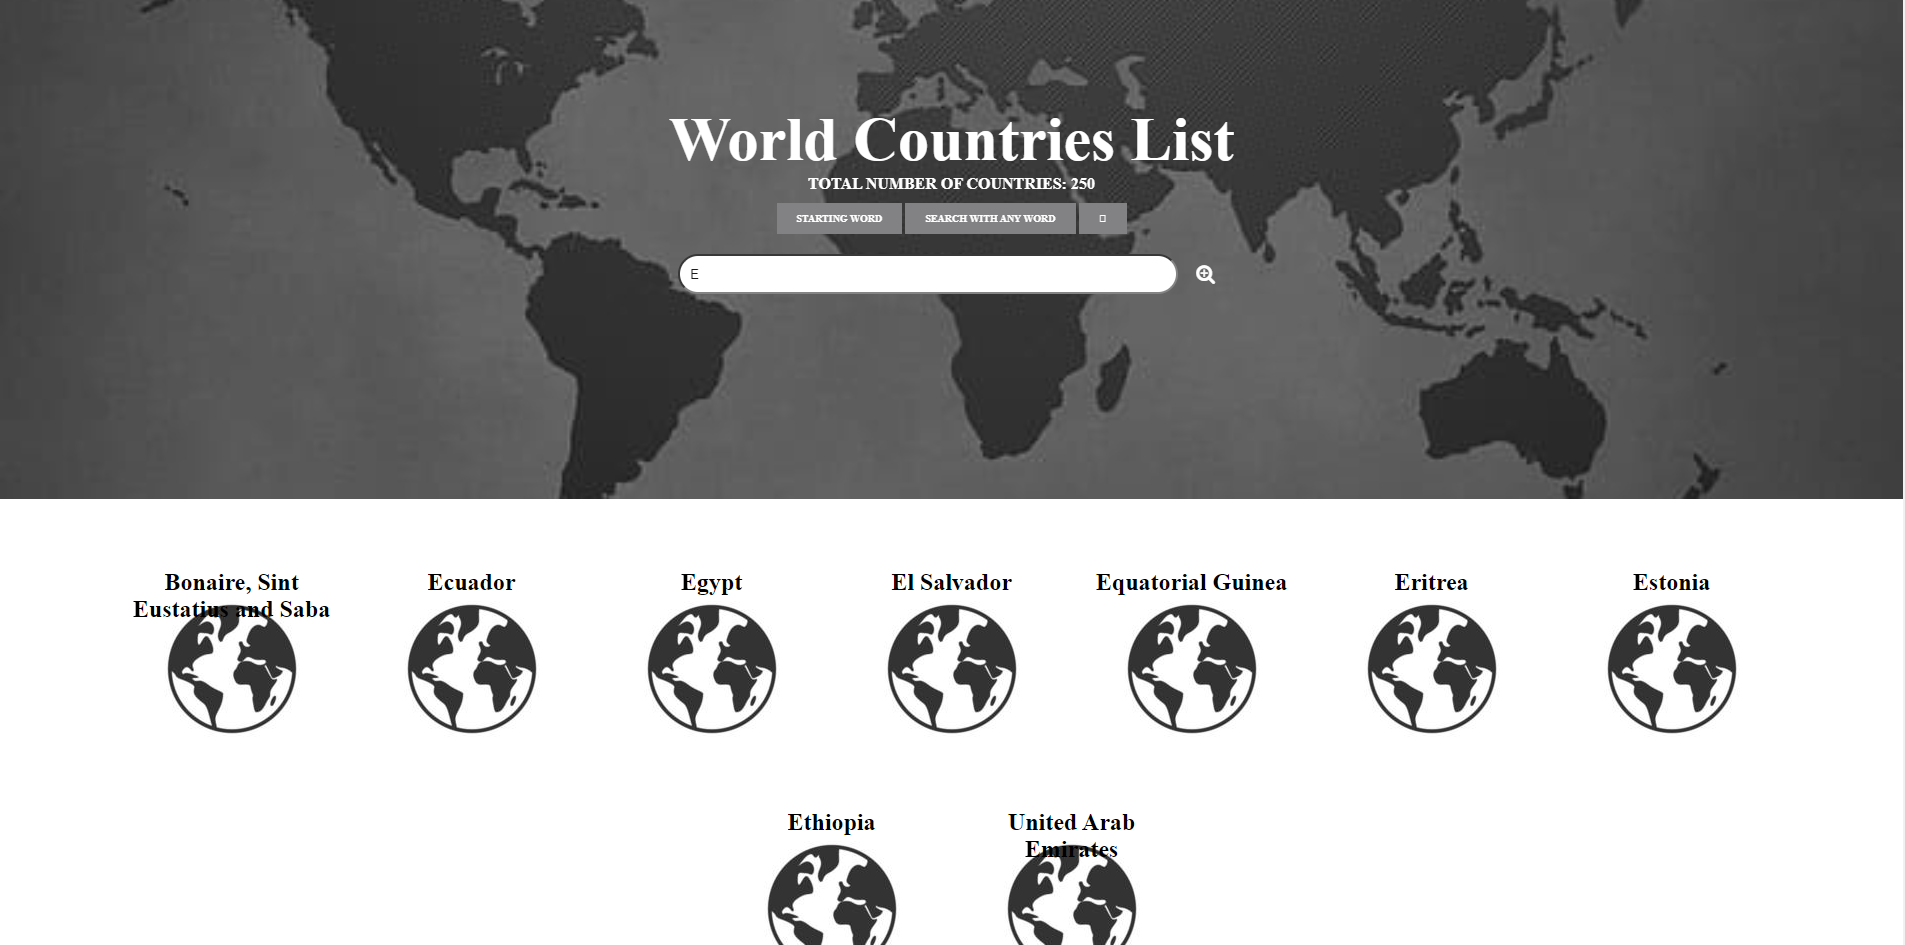 World Countries List
TOTAL NUMBER OF COUNTRIES: 250
STARTING WORD
SEARCH WITH ANY WORD
E
Bonaire, Sint
Eustatius and Saba
Ecuador
Egypt
El Salvador
Equatorial Guinea
Eritrea
Estonia
Ethiopia
United Arab
Emirates